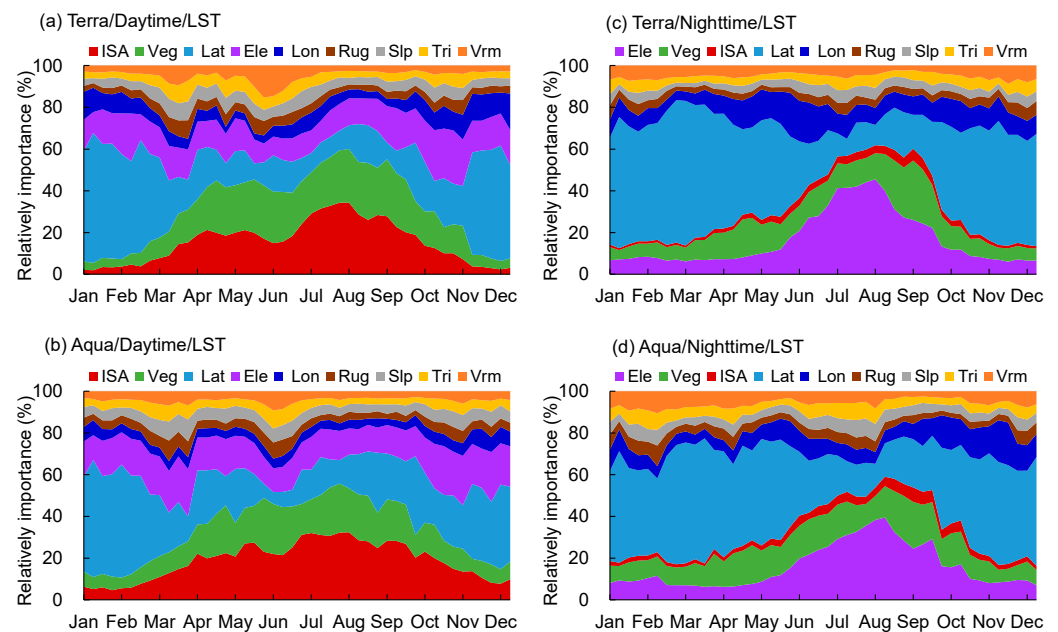 (a) Terra/Daytime/LST
ISA Veg Lat Ele Lon Rug Slp Tri Vrm
Relatively importance (%)
100
80
60
40
20
0
Jan Feb Mar Apr May Jun Jul Aug Sep Oct Nov Dec
(c) Terra/Nighttime/LST
Ele Veg ISA Lat Lon Rug Slp Tri Vrm
Relatively importance (%)
100
80
60
40
20
0
Jan Feb Mar Apr May Jun Jul Aug Sep Oct Nov Dec
(b) Aqua/Daytime/LST
ISA Veg Lat Ele Lon Rug Slp Tri Vrm
Relatively importance (%)
100
80
60
40
20
0
Jan Feb Mar Apr May Jun Jul Aug Sep Oct Nov Dec
(d) Aqua/Nighttime/LST
Ele Veg ISA Lat Lon Rug Slp Tri Vrm
Relatively importance (%)
100
80
60
40
20
0
Jan Feb Mar Apr May Jun Jul Aug Sep Oct Nov Dec